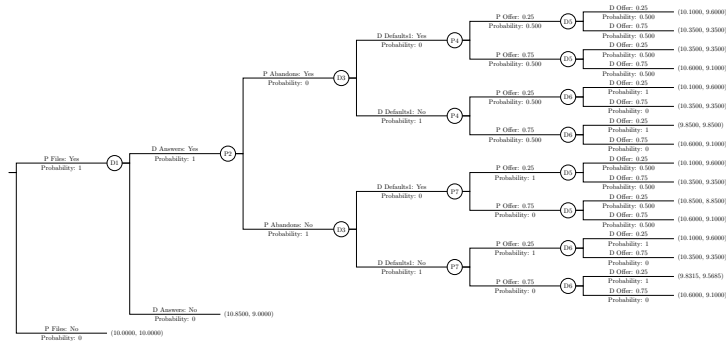 D Offer: 0.25
Probability: 0.500
(10.1000, 9.6000)
P Offer: 0.25
Probability: 0.500
D5
D Offer: 0.75
Probability: 0.500
(10.3500, 9.3500)
D Defaults1: Yes
Probability: 0
P4
D Offer: 0.25
Probability: 0.500
(10.3500, 9.3500)
P Offer: 0.75
Probability: 0.500
D5
D Offer: 0.75
Probability: 0.500
(10.6000, 9.1000)
P Abandons: Yes
Probability: 0
D3
D Offer: 0.25
Probability: 1
(10.1000, 9.6000)
P Offer: 0.25
Probability: 0.500
D6
D Offer: 0.75
Probability: 0
(10.3500, 9.3500)
D Defaults1: No
Probability: 1
P4
D Offer: 0.25
Probability: 1
(9.8500, 9.8500)
P Offer: 0.75
Probability: 0.500
D6
D Offer: 0.75
Probability: 0
(10.6000, 9.1000)
D Answers: Yes
Probability: 1
P2
P Files: Yes
Probability: 1
D1
D Offer: 0.25
Probability: 0.500
(10.1000, 9.6000)
P Offer: 0.25
Probability: 1
D5
D Offer: 0.75
Probability: 0.500
(10.3500, 9.3500)
D Defaults1: Yes
Probability: 0
P7
D Offer: 0.25
Probability: 0.500
(10.8500, 8.8500)
P Offer: 0.75
Probability: 0
D5
D Offer: 0.75
Probability: 0.500
(10.6000, 9.1000)
P Abandons: No
Probability: 1
D3
D Offer: 0.25
Probability: 1
(10.1000, 9.6000)
P Offer: 0.25
Probability: 1
D6
D Offer: 0.75
Probability: 0
(10.3500, 9.3500)
D Defaults1: No
Probability: 1
P7
D Offer: 0.25
Probability: 1
(9.8315, 9.5685)
P Offer: 0.75
Probability: 0
D6
D Offer: 0.75
Probability: 0
(10.6000, 9.1000)
D Answers: No
Probability: 0
(10.8500, 9.0000)
P Files: No
Probability: 0
(10.0000, 10.0000)